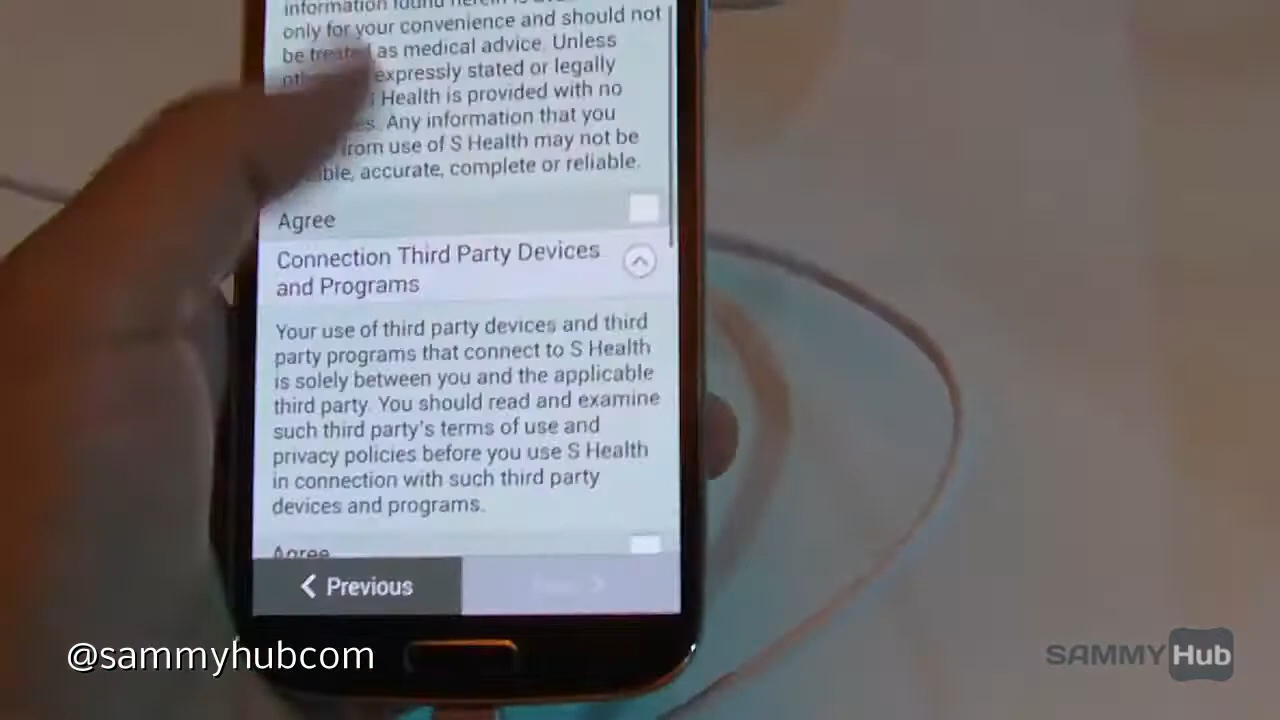 information found herein is
only for your convenience and should not
be treated as medical advice. Unless
expressly stated or legally
Health is provided with no
Any information that you
from use of S Health may not be
accurate, complete or reliable.
Agree
Connection Third Party Devices
and Programs
Your use of third party devices and third
party programs that connect to S Health
is solely between you and the applicable
third party. You should read and examine
such third party's terms of use and
privacy policies before you use S Health
in connection with such third party
devices and programs.
Agree
Previous
@sammyhubcom
SAMMY Hub